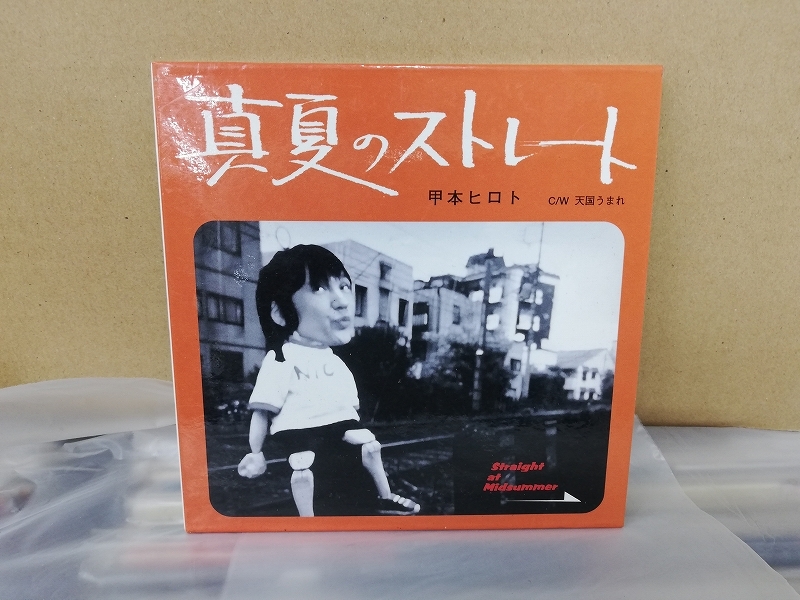 真夏のストレート
甲本ヒロト
C/W 天国うまれ
NYC
Straight
at
Midsummer